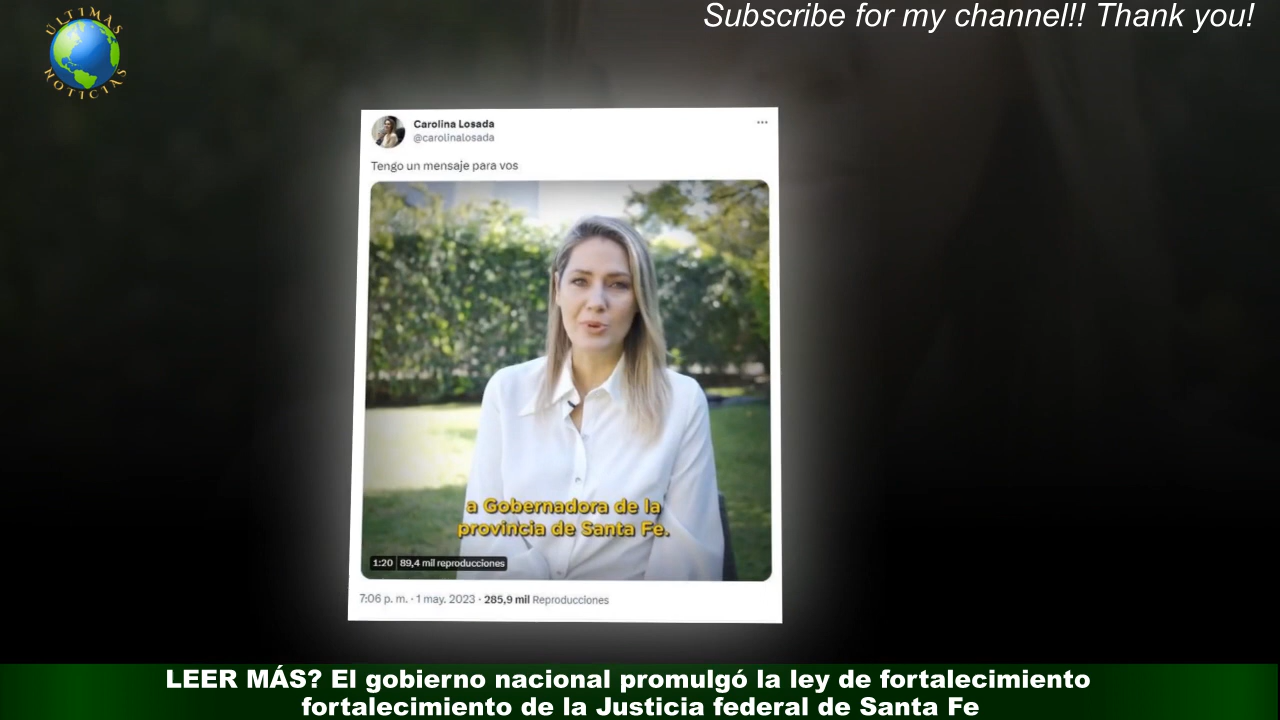 ÚLTIMAS
NOTICIAS
Subscribe for my channel!! Thank you!
Carolina Losada
@carolinalosada
Tengo un mensaje para vos
a Gobernadora de la
provincia de Santa Fe.
1:20 89,4 mil reproducciones
7:06 p. m. · 1 may. 2023 · 285,9 mil Reproducciones
LEER MÁS? El gobierno nacional promulgó la ley de fortalecimiento
fortalecimiento de la Justicia federal de Santa Fe